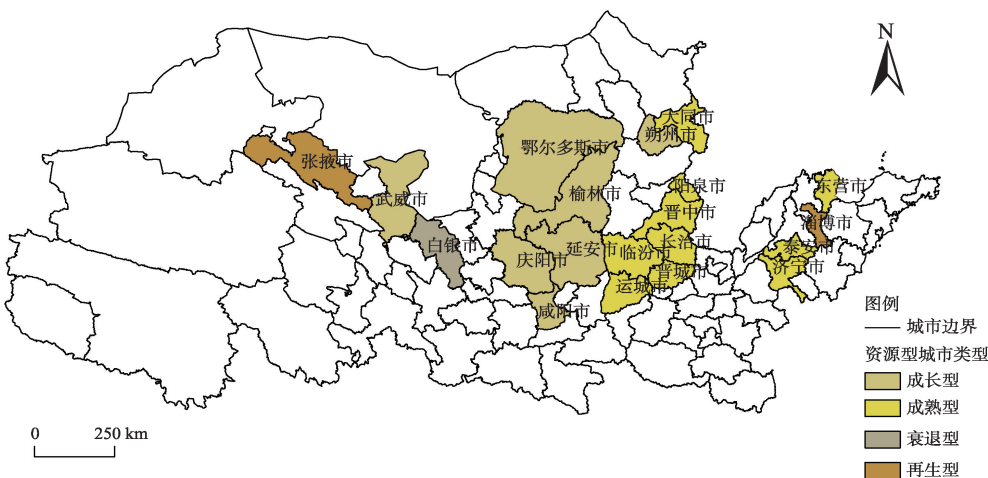 N
大同市
朔州市
鄂尔多斯市
张掖市
榆林市
阳泉市
东营市
武威市
晋中市
淄博市
白银市
延安市
临汾市
长治市
泰安市
庆阳市
晋城市
济宁市
运城市
咸阳市
图例
城市边界
资源型城市类型
成长型
成熟型
衰退型
再生型
0 250 km